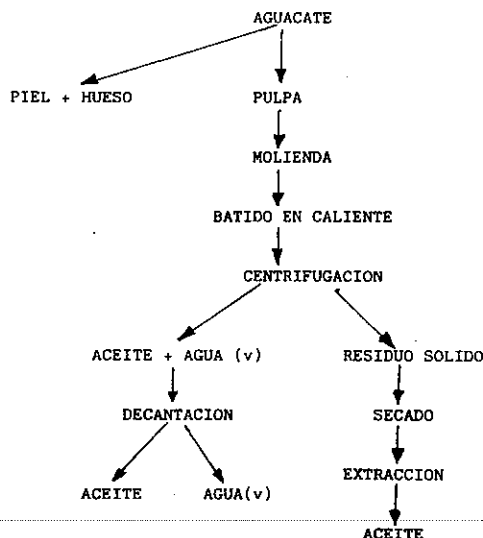 AGUACATE
PIEL + HUESO PULPA
MOLIENDA
BATIDO EN CALIENTE
CENTRIFUGACION
ACEITE + AGUA (v) RESIDUO SOLIDO
DECANTACION SECADO
EXTRACCION
ACEITE AGUA(v)
ACEITE